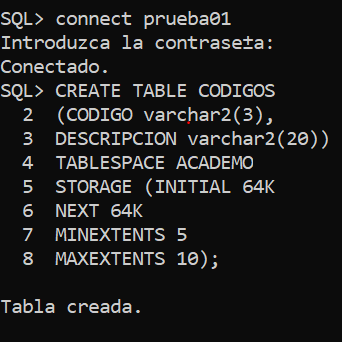 SQL> connect prueba01
Introduzca la contrase±a:
Conectado.
SQL> CREATE TABLE CODIGOS
2 (CODIGO varchar2(3),
3 DESCRIPCION varchar2(20))
4 TABLESPACE ACADEMO
5 STORAGE (INITIAL 64K
6 NEXT 64K
7 MINEXTENTS 5
8 MAXEXTENTS 10);
Tabla creada.